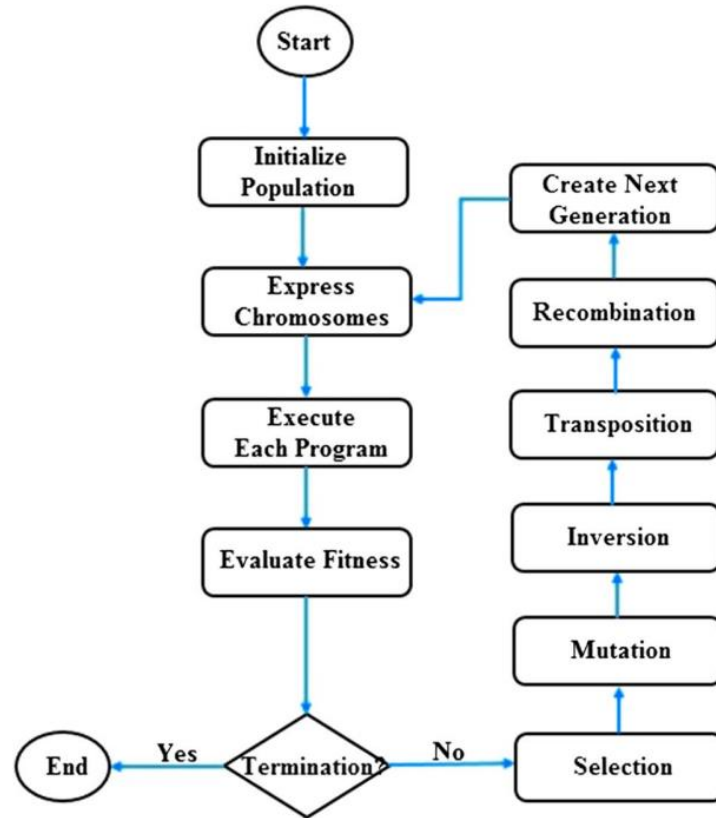 Start
Initialize
Population
Express
Chromosomes
Execute
Each Program
Evaluate Fitness
Termination?
Yes
End
No
Selection
Mutation
Inversion
Transposition
Recombination
Create Next
Generation